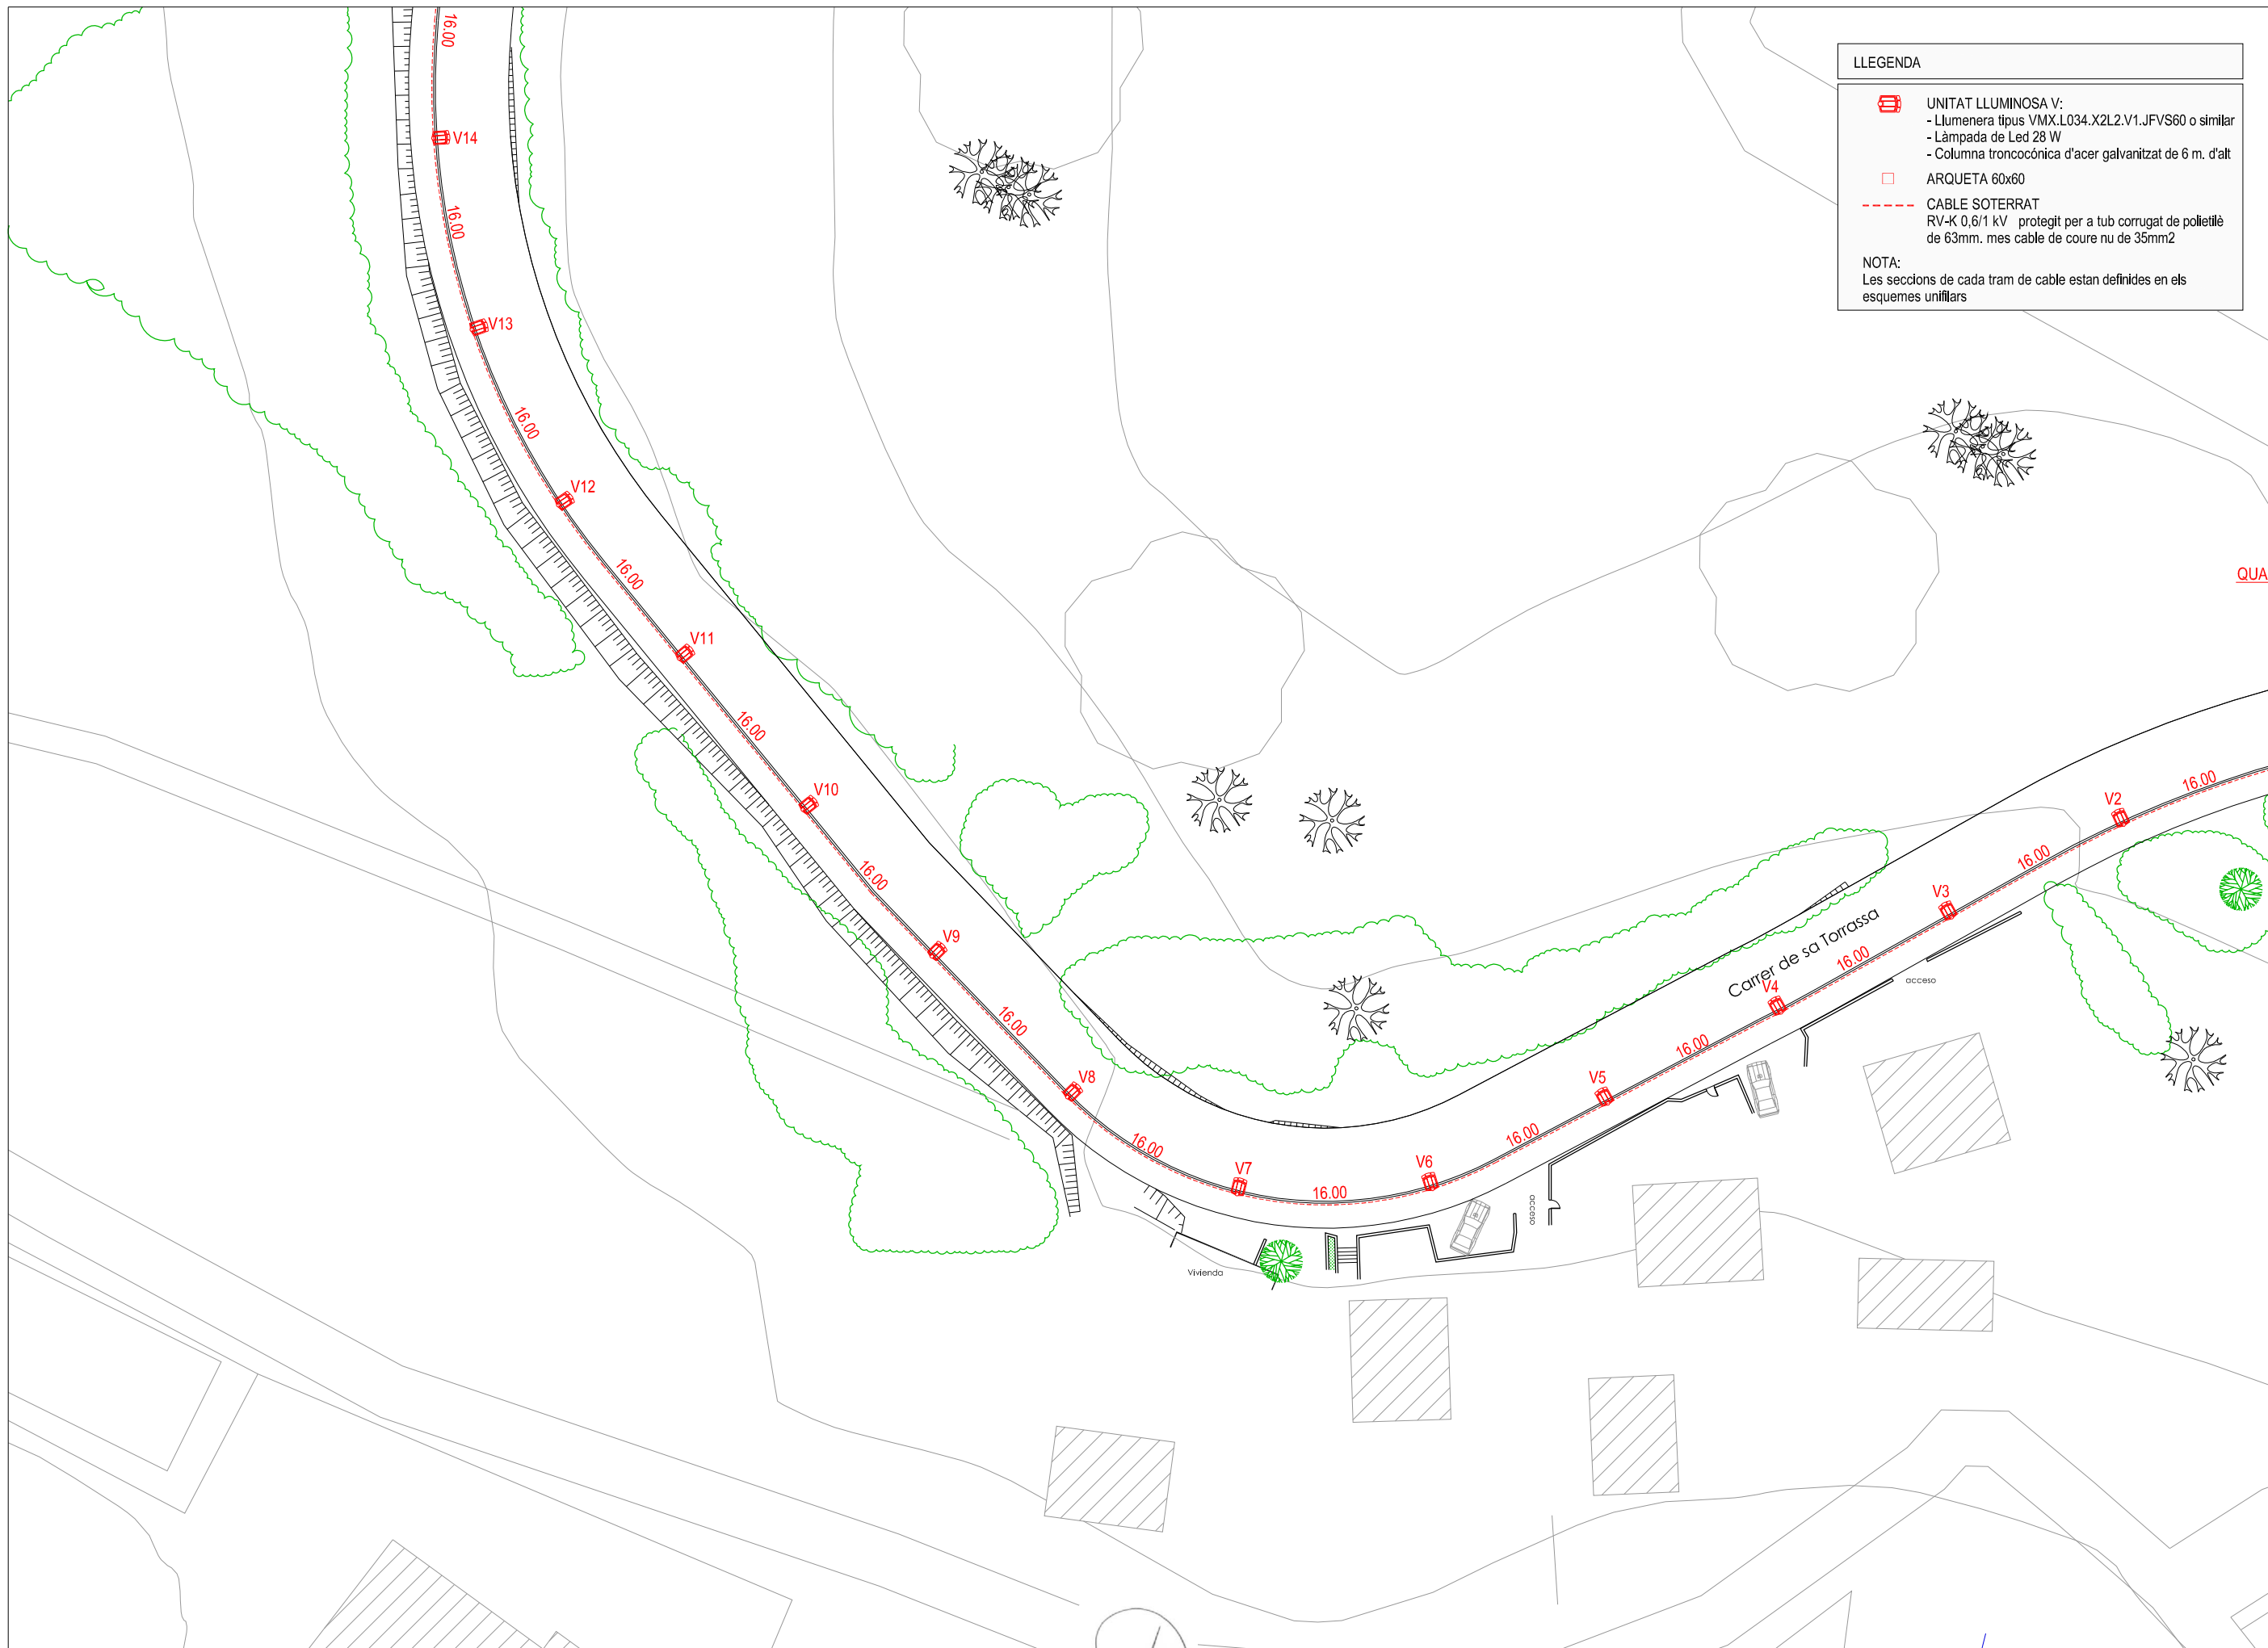 LLEGENDA
UNITAT LLUMINOSA V:
- Llumenera tipus VMX.L034.X2L2.V1.JFVS60 o similar
- Làmpada de Led 28 W
- Columna troncocónica d'acer galvanitzat de 6 m. d'alt
ARQUETA 60x60
CABLE SOTERRAT
RV-K 0,6/1 kV protegit per a tub corrugat de polietilè
de 63mm. mes cable de coure nu de 35mm2
NOTA:
Les seccions de cada tram de cable estan definides en els
esquemes unifilars
16.00
V14
16.00
V13
16.00
V12
16.00
V11
16.00
V10
16.00
V9
16.00
V8
16.00
V7
16.00
V6
16.00
V5
16.00
V4
16.00
V3
16.00
V2
16.00
QUA
Carrer de sa Torrassa
acceso
acceso
Vivienda